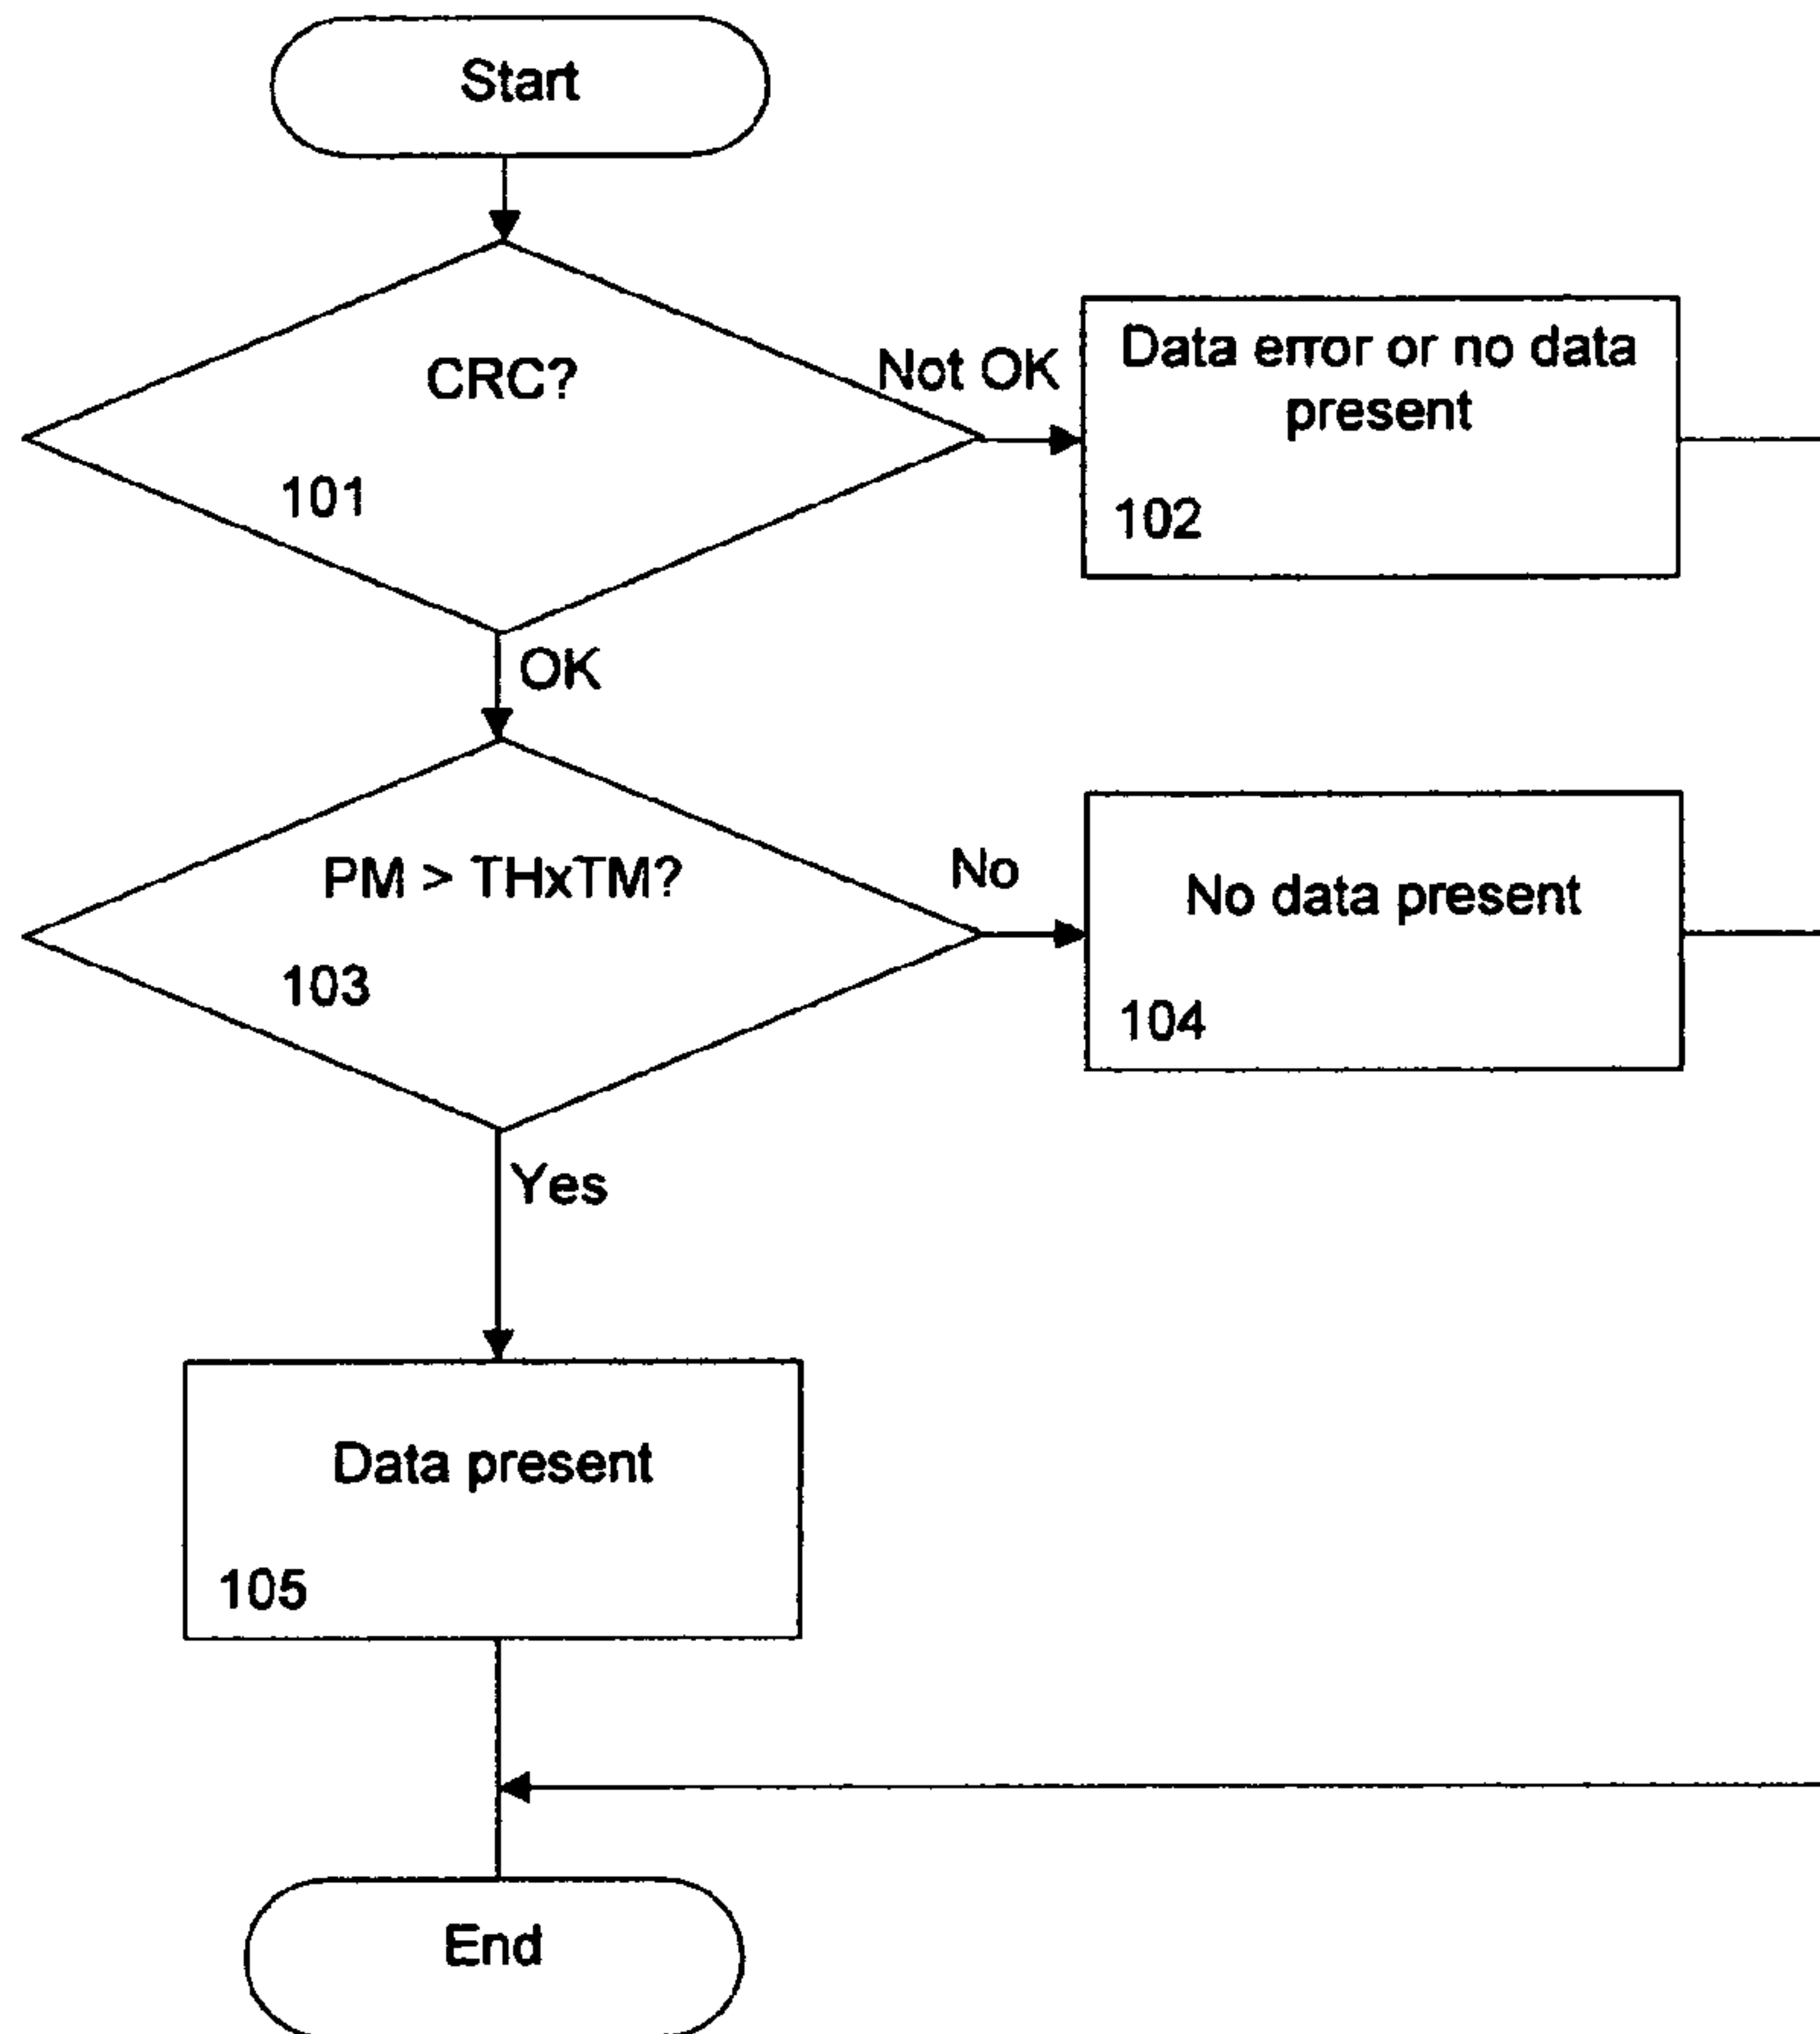 Start
CRC?
101
Not OK
Data error or no data
present
102
OK
PM > THxTM?
103
No
No data present
104
Yes
Data present
105
End